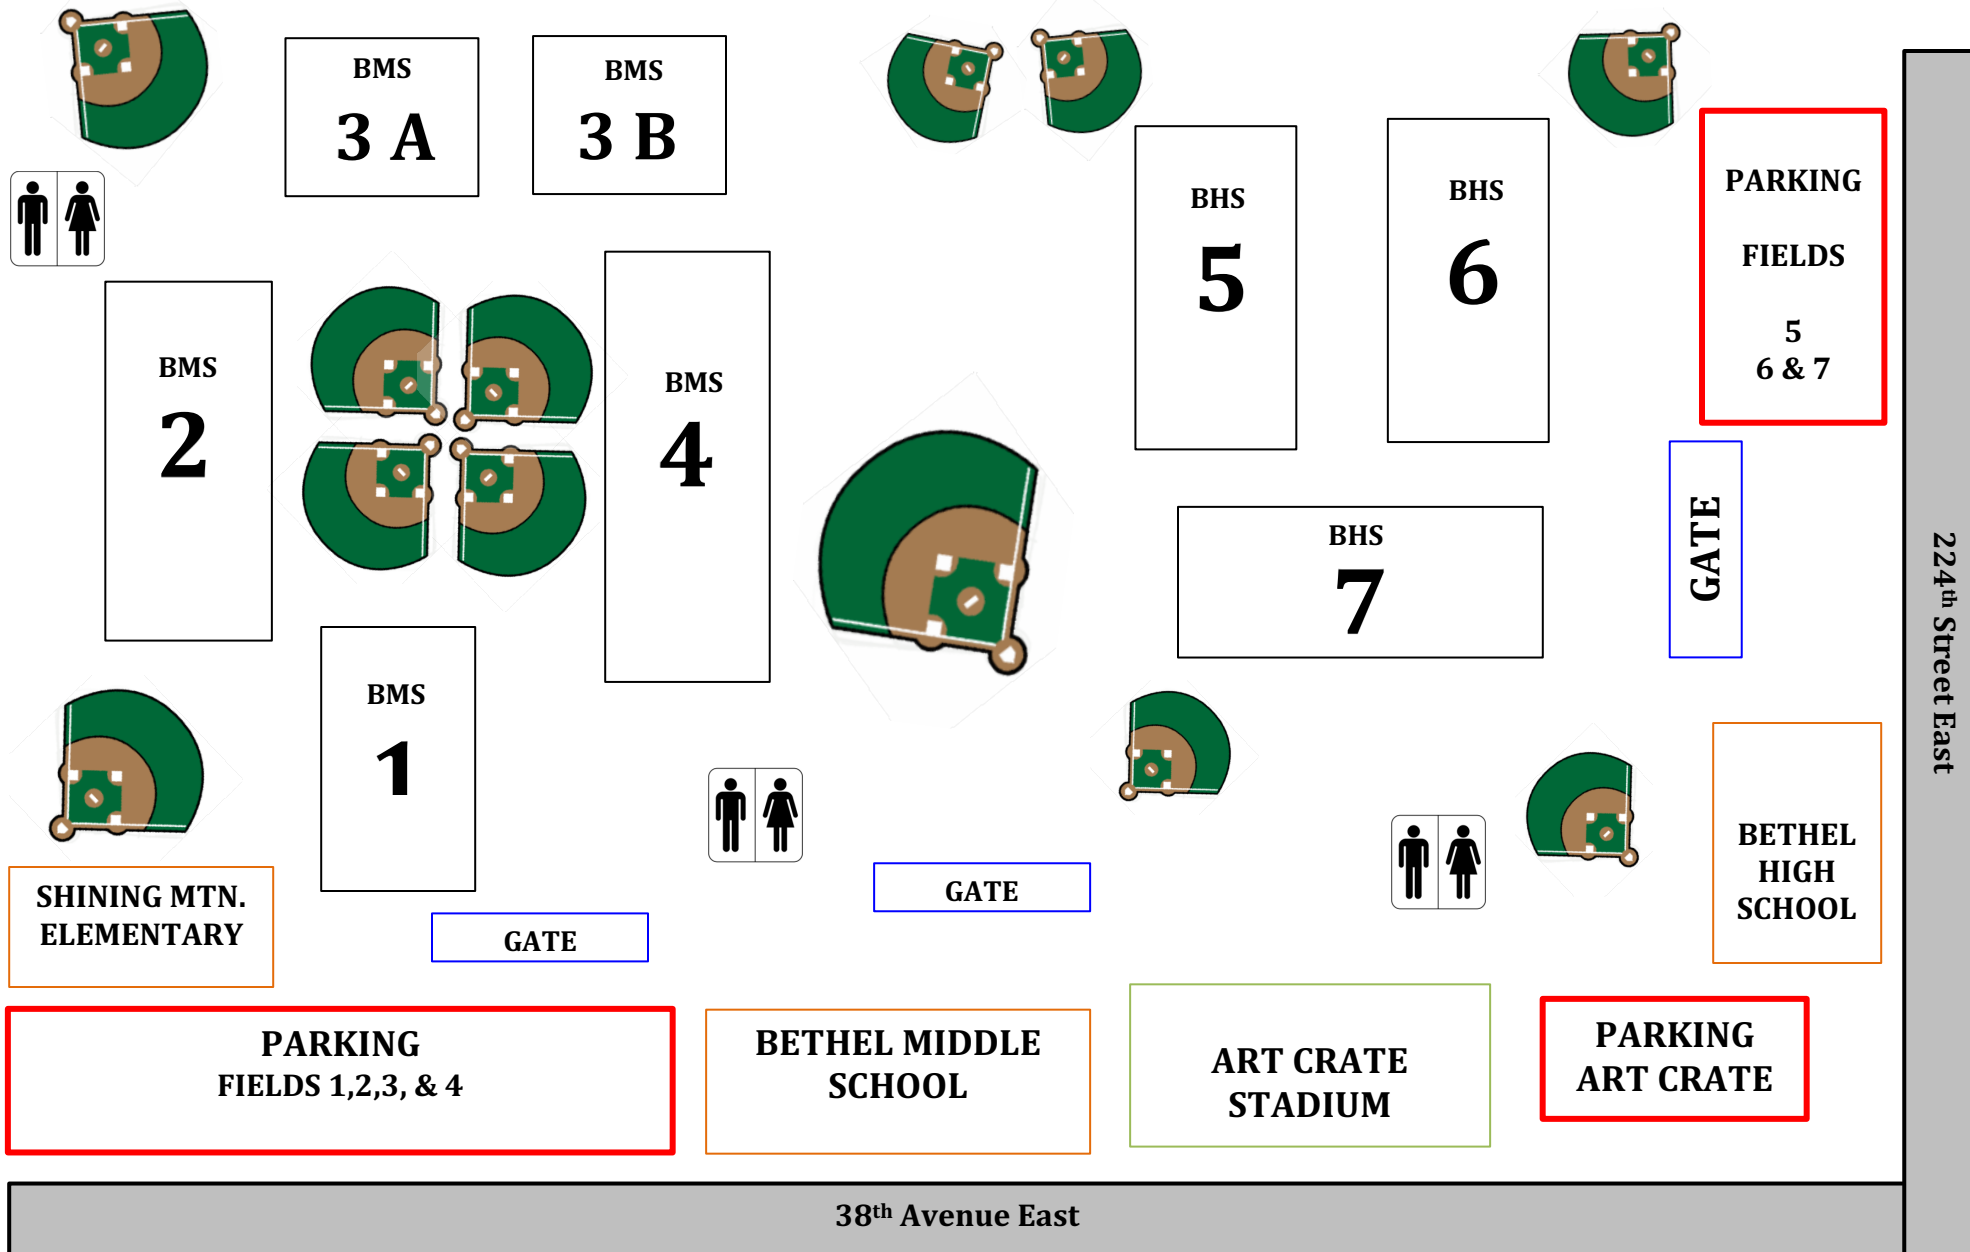 BMS
3 A
BMS
3 B
BHS
5
BHS
6
PARKING
FIELDS
5
6 & 7
BMS
2
BMS
4
BHS
7
GATE
224th Street East
BMS
1
SHINING MTN.
ELEMENTARY
GATE
GATE
BETHEL
HIGH
SCHOOL
PARKING
FIELDS 1,2,3, & 4
BETHEL MIDDLE
SCHOOL
ART CRATE
STADIUM
PARKING
ART CRATE
38th Avenue East